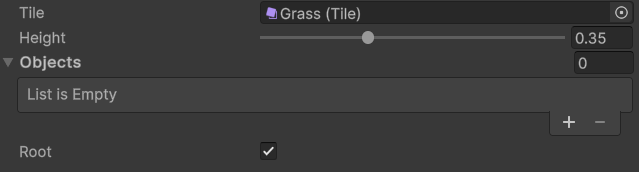 Tile Grass (Tile)
Height 0.35
Objects 0
List is Empty
+ −
Root